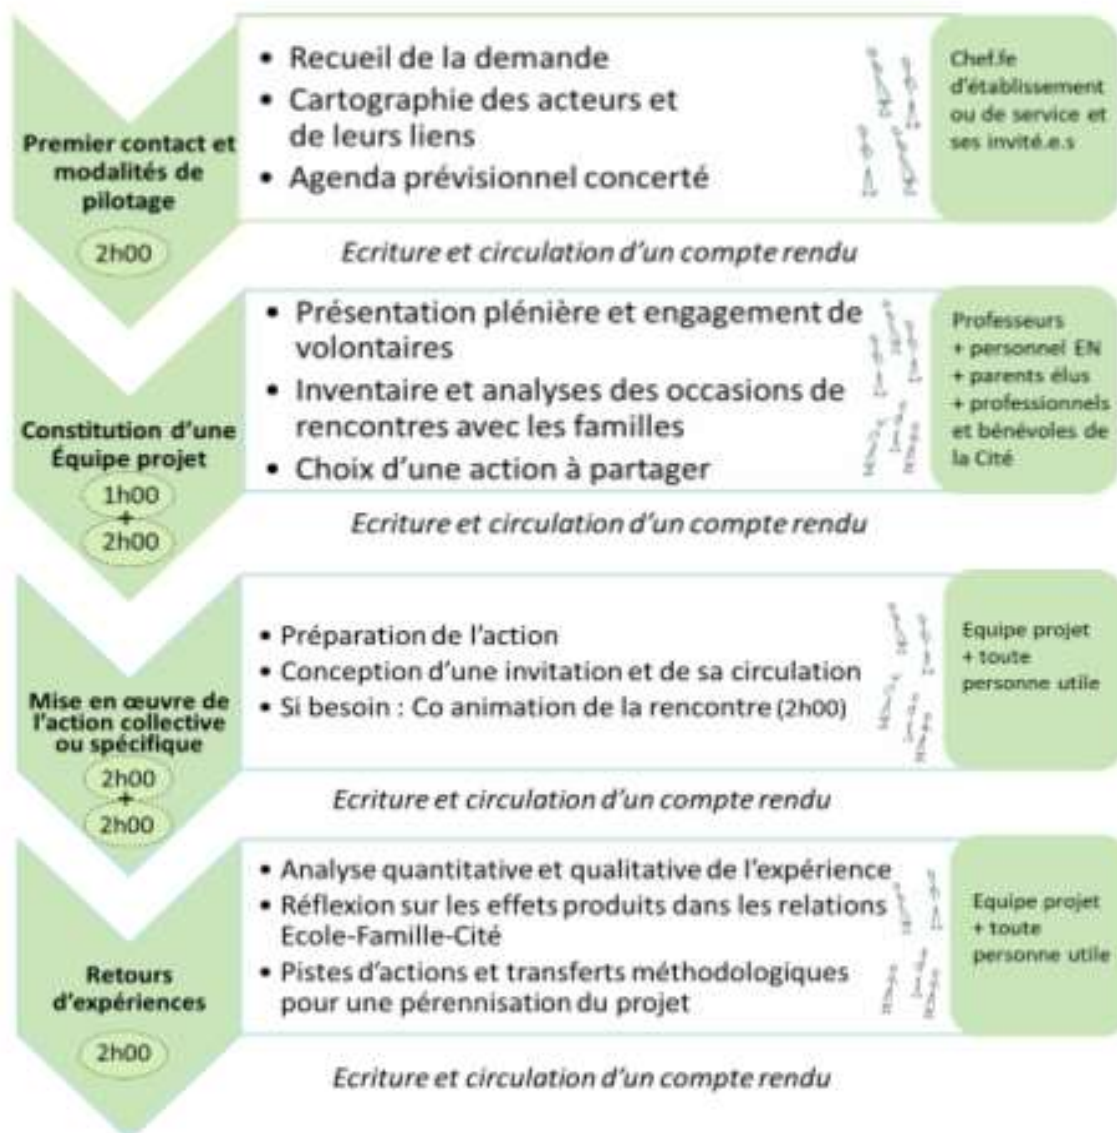 Premier contact et
modalités de
pilotage
2h00
• Recueil de la demande
• Cartographie des acteurs et
de leurs liens
• Agenda prévisionnel concerté
Chef.fe
d'établissement
ou de service et
ses invité.e.s
Ecriture et circulation d'un compte rendu
Constitution d'une
Équipe projet
1h00
+
2h00
• Présentation plénière et engagement de
volontaires
• Inventaire et analyses des occasions de
rencontres avec les familles
• Choix d'une action à partager
Professeurs
+ personnel EN
+ parents élus
+ professionnels
et bénévoles de
la Cité
Ecriture et circulation d'un compte rendu
Mise en œuvre de
l'action collective
ou spécifique
2h00
+
2h00
• Préparation de l'action
• Conception d'une invitation et de sa circulation
• Si besoin : Co animation de la rencontre (2h00)
Equipe projet
+ toute
personne utile
Ecriture et circulation d'un compte rendu
Retours
d'expériences
2h00
• Analyse quantitative et qualitative de l'expérience
• Réflexion sur les effets produits dans les relations
Ecole-Famille-Cité
• Pistes d'actions et transferts méthodologiques
pour une pérennisation du projet
Equipe projet
+ toute
personne utile
Ecriture et circulation d'un compte rendu